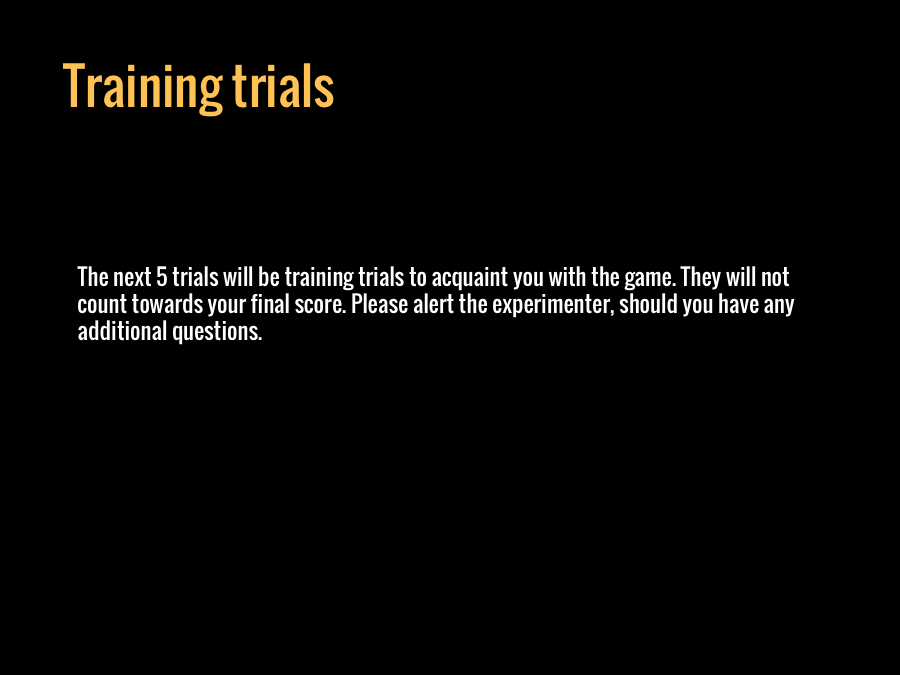 Training trials
The next 5 trials will be training trials to acquaint you with the game. They will not
count towards your final score. Please alert the experimenter, should you have any
additional questions.